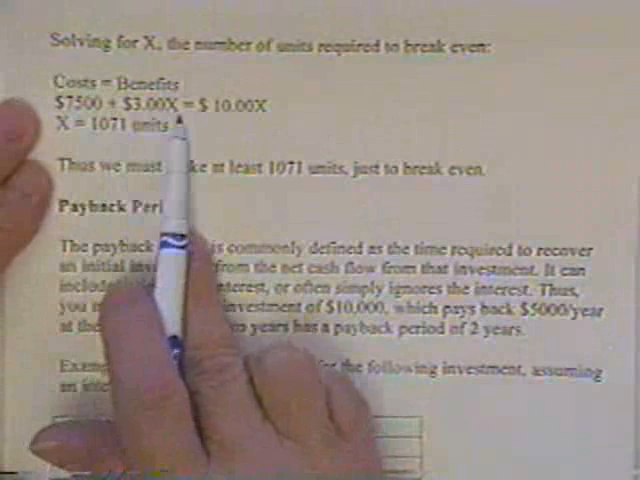 Solving for X, the number of units required to break even:
Costs = Benefits
$7500 + $3.00X = $ 10.00X
X = 1071 units
Thus we must ke at least 1071 units, just to break even.
Payback Peri
The payback is commonly defined as the time required to recover
an initial inv from the net cash flow from that investment. It can
include interest, or often simply ignores the interest. Thus,
you investment of $10,000, which pays back $5000/year
at the years has a payback period of 2 years.
Exam for the following investment, assuming
an inte